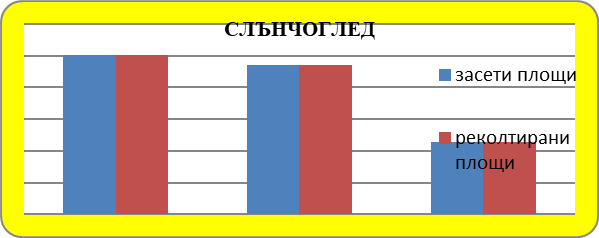 СЛЪНЧОГЛЕД
засети площи
реколтирани
площи